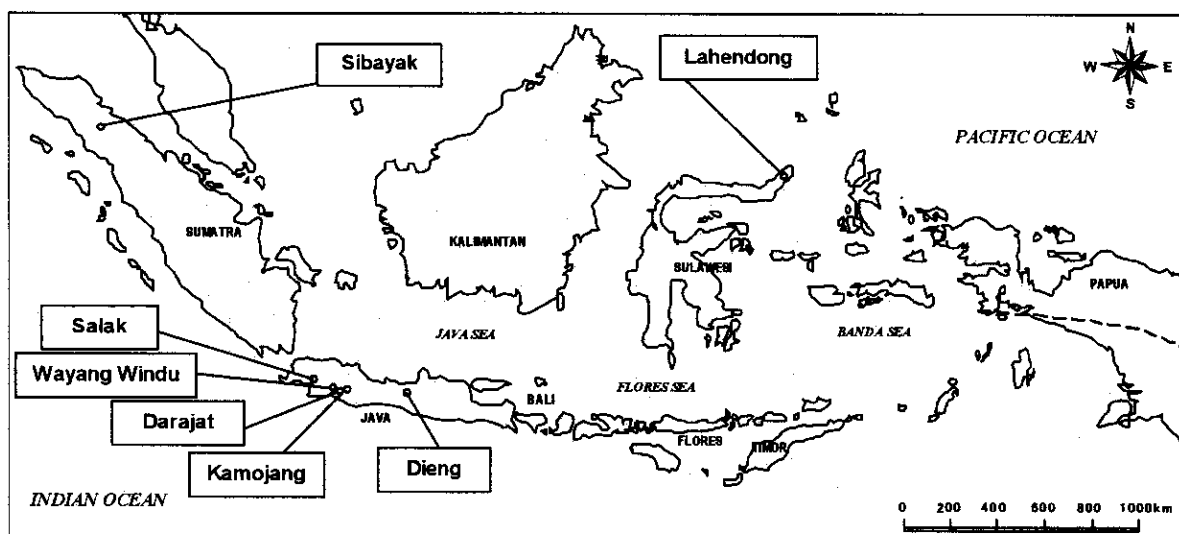 N
Sibayak
Lahendong
W E
S
PACIFIC OCEAN
SUMATRA
KALIMANTAN
SULAWESI
PAPUA
Salak
JAVA SEA
BANDA SEA
Wayang Windu
FLORES SEA
BALI
Darajat
JAVA
FLORES
TIMOR
Kamojang
Dieng
INDIAN OCEAN
0 200 400 600 800 1000km